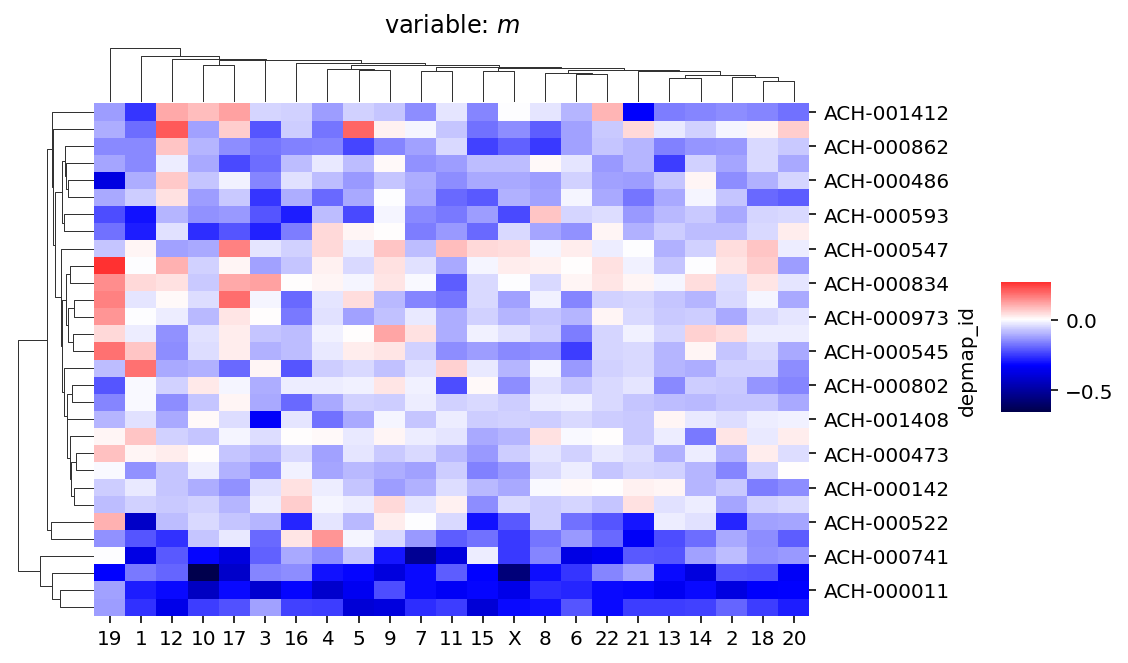 variable: m
ACH-001412
ACH-000862
ACH-000486
ACH-000593
ACH-000547
ACH-000834
ACH-000973
ACH-000545
ACH-000802
ACH-001408
ACH-000473
ACH-000142
ACH-000522
ACH-000741
ACH-000011
depmap_id
0.0
−0.5
19 1 12 10 17 3 16 4 5 9 7 11 15 X 8 6 22 21 13 14 2 18 20